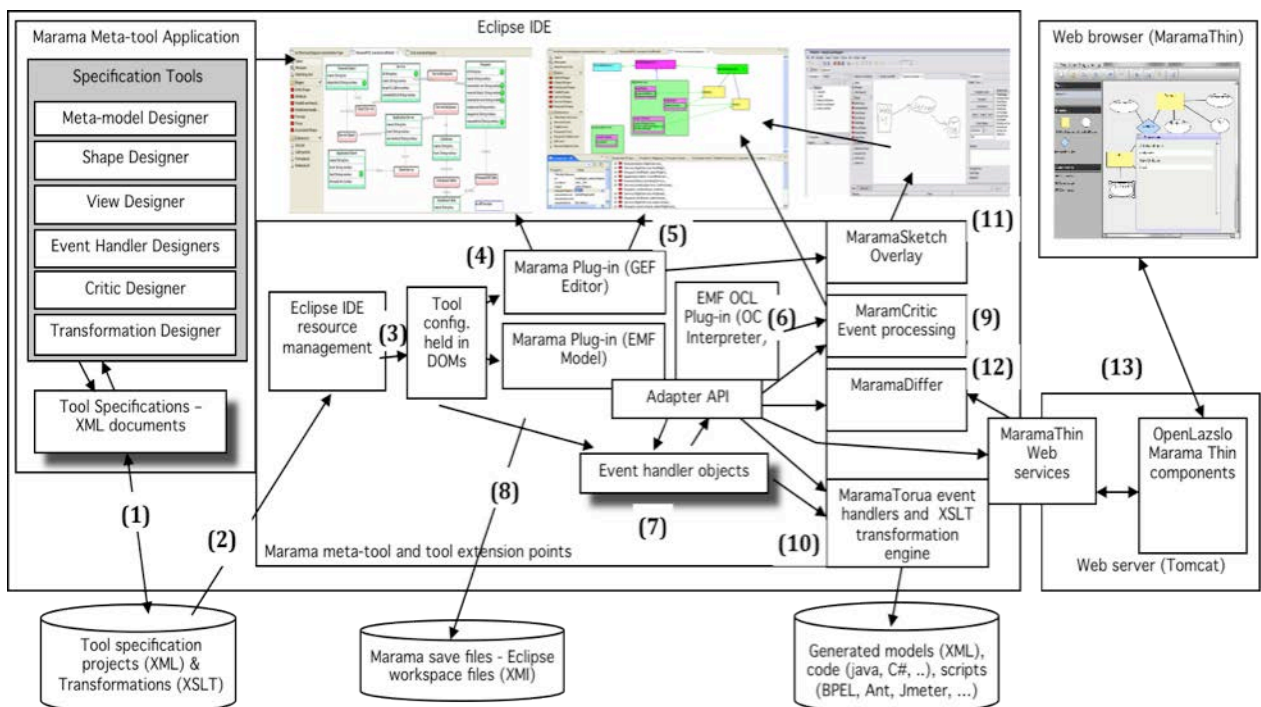 Eclipse IDE
Marama Meta-tool Application
Specification Tools
Meta-model Designer
Shape Designer
View Designer
Event Handler Designers
Critic Designer
Transformation Designer
Tool Specifications –
XML documents
(1)
(2)
Tool specification
projects (XML) &
Transformations (XSLT)
Eclipse IDE
resource
management
(3)
Tool
config.
held in
DOMs
(4)
(5)
Marama Plug-in (GEF
Editor)
Marama Plug-in (EMF
Model)
EMF OCL
Plug-in (OC
Interpreter,
(6)
Adapter API
Event handler objects
(7)
(8)
Marama meta-tool and tool extension points
Marama save files - Eclipse
workspace files (XMI)
MaramaSketch
Overlay
(11)
MaramCritic
Event processing
(9)
MaramaDiffer
(12)
MaramaThin
Web
services
MaramaTorua event
handlers and XSLT
transformation
engine
(10)
Generated models (XML),
code (java, C#, ..), scripts
(BPEL, Ant, Jmeter, ...)
Web browser (MaramaThin)
(13)
OpenLazslo
Marama Thin
components
Web server (Tomcat)